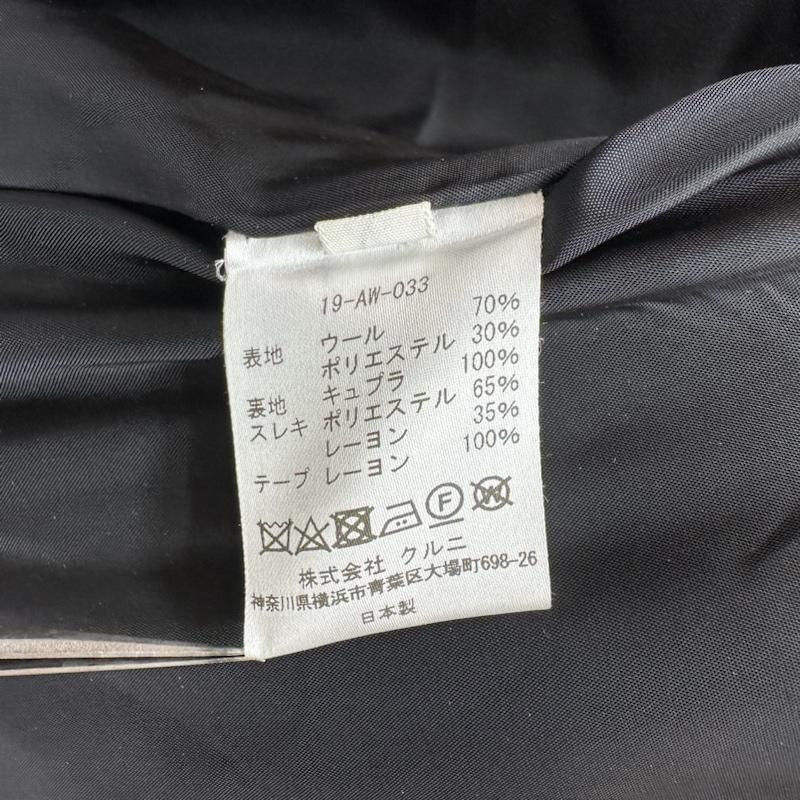 19-AW-033
表地 ウール 70%
ポリエステル 30%
裏地 キュプラ 100%
スレキ ポリエステル 65%
レーヨン 35%
テープ レーヨン 100%
F W
株式会社 クルニ
神奈川県横浜市青葉区大場町698-26
日本製